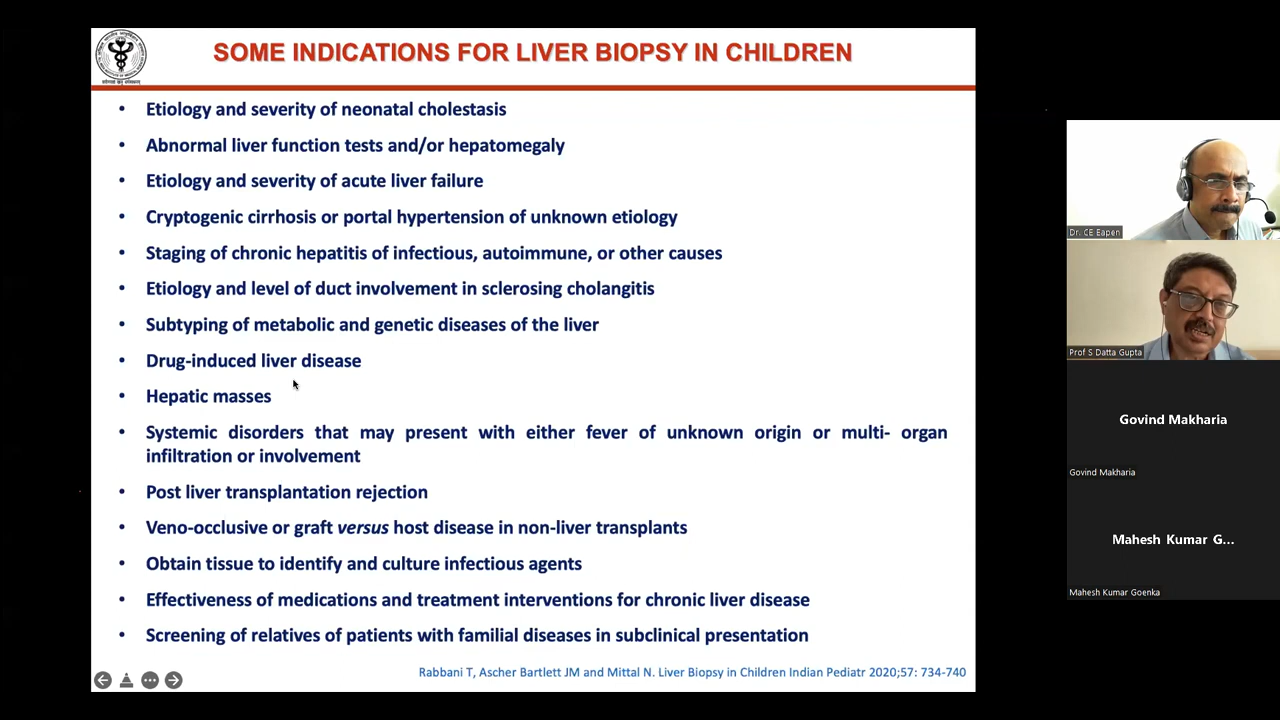 SOME INDICATIONS FOR LIVER BIOPSY IN CHILDREN
• Etiology and severity of neonatal cholestasis
• Abnormal liver function tests and/or hepatomegaly
• Etiology and severity of acute liver failure
• Cryptogenic cirrhosis or portal hypertension of unknown etiology
• Staging of chronic hepatitis of infectious, autoimmune, or other causes
• Etiology and level of duct involvement in sclerosing cholangitis
• Subtyping of metabolic and genetic diseases of the liver
• Drug-induced liver disease
• Hepatic masses
• Systemic disorders that may present with either fever of unknown origin or multi- organ
infiltration or involvement
• Post liver transplantation rejection
• Veno-occlusive or graft versus host disease in non-liver transplants
• Obtain tissue to identify and culture infectious agents
• Effectiveness of medications and treatment interventions for chronic liver disease
• Screening of relatives of patients with familial diseases in subclinical presentation
Rabbani T, Ascher Bartlett JM and Mittal N. Liver Biopsy in Children Indian Pediatr 2020;57: 734-740
Dr. CE Eapen
Prof S Datta Gupta
Govind Makharia
Govind Makharia
Mahesh Kumar G...
Mahesh Kumar Goenka